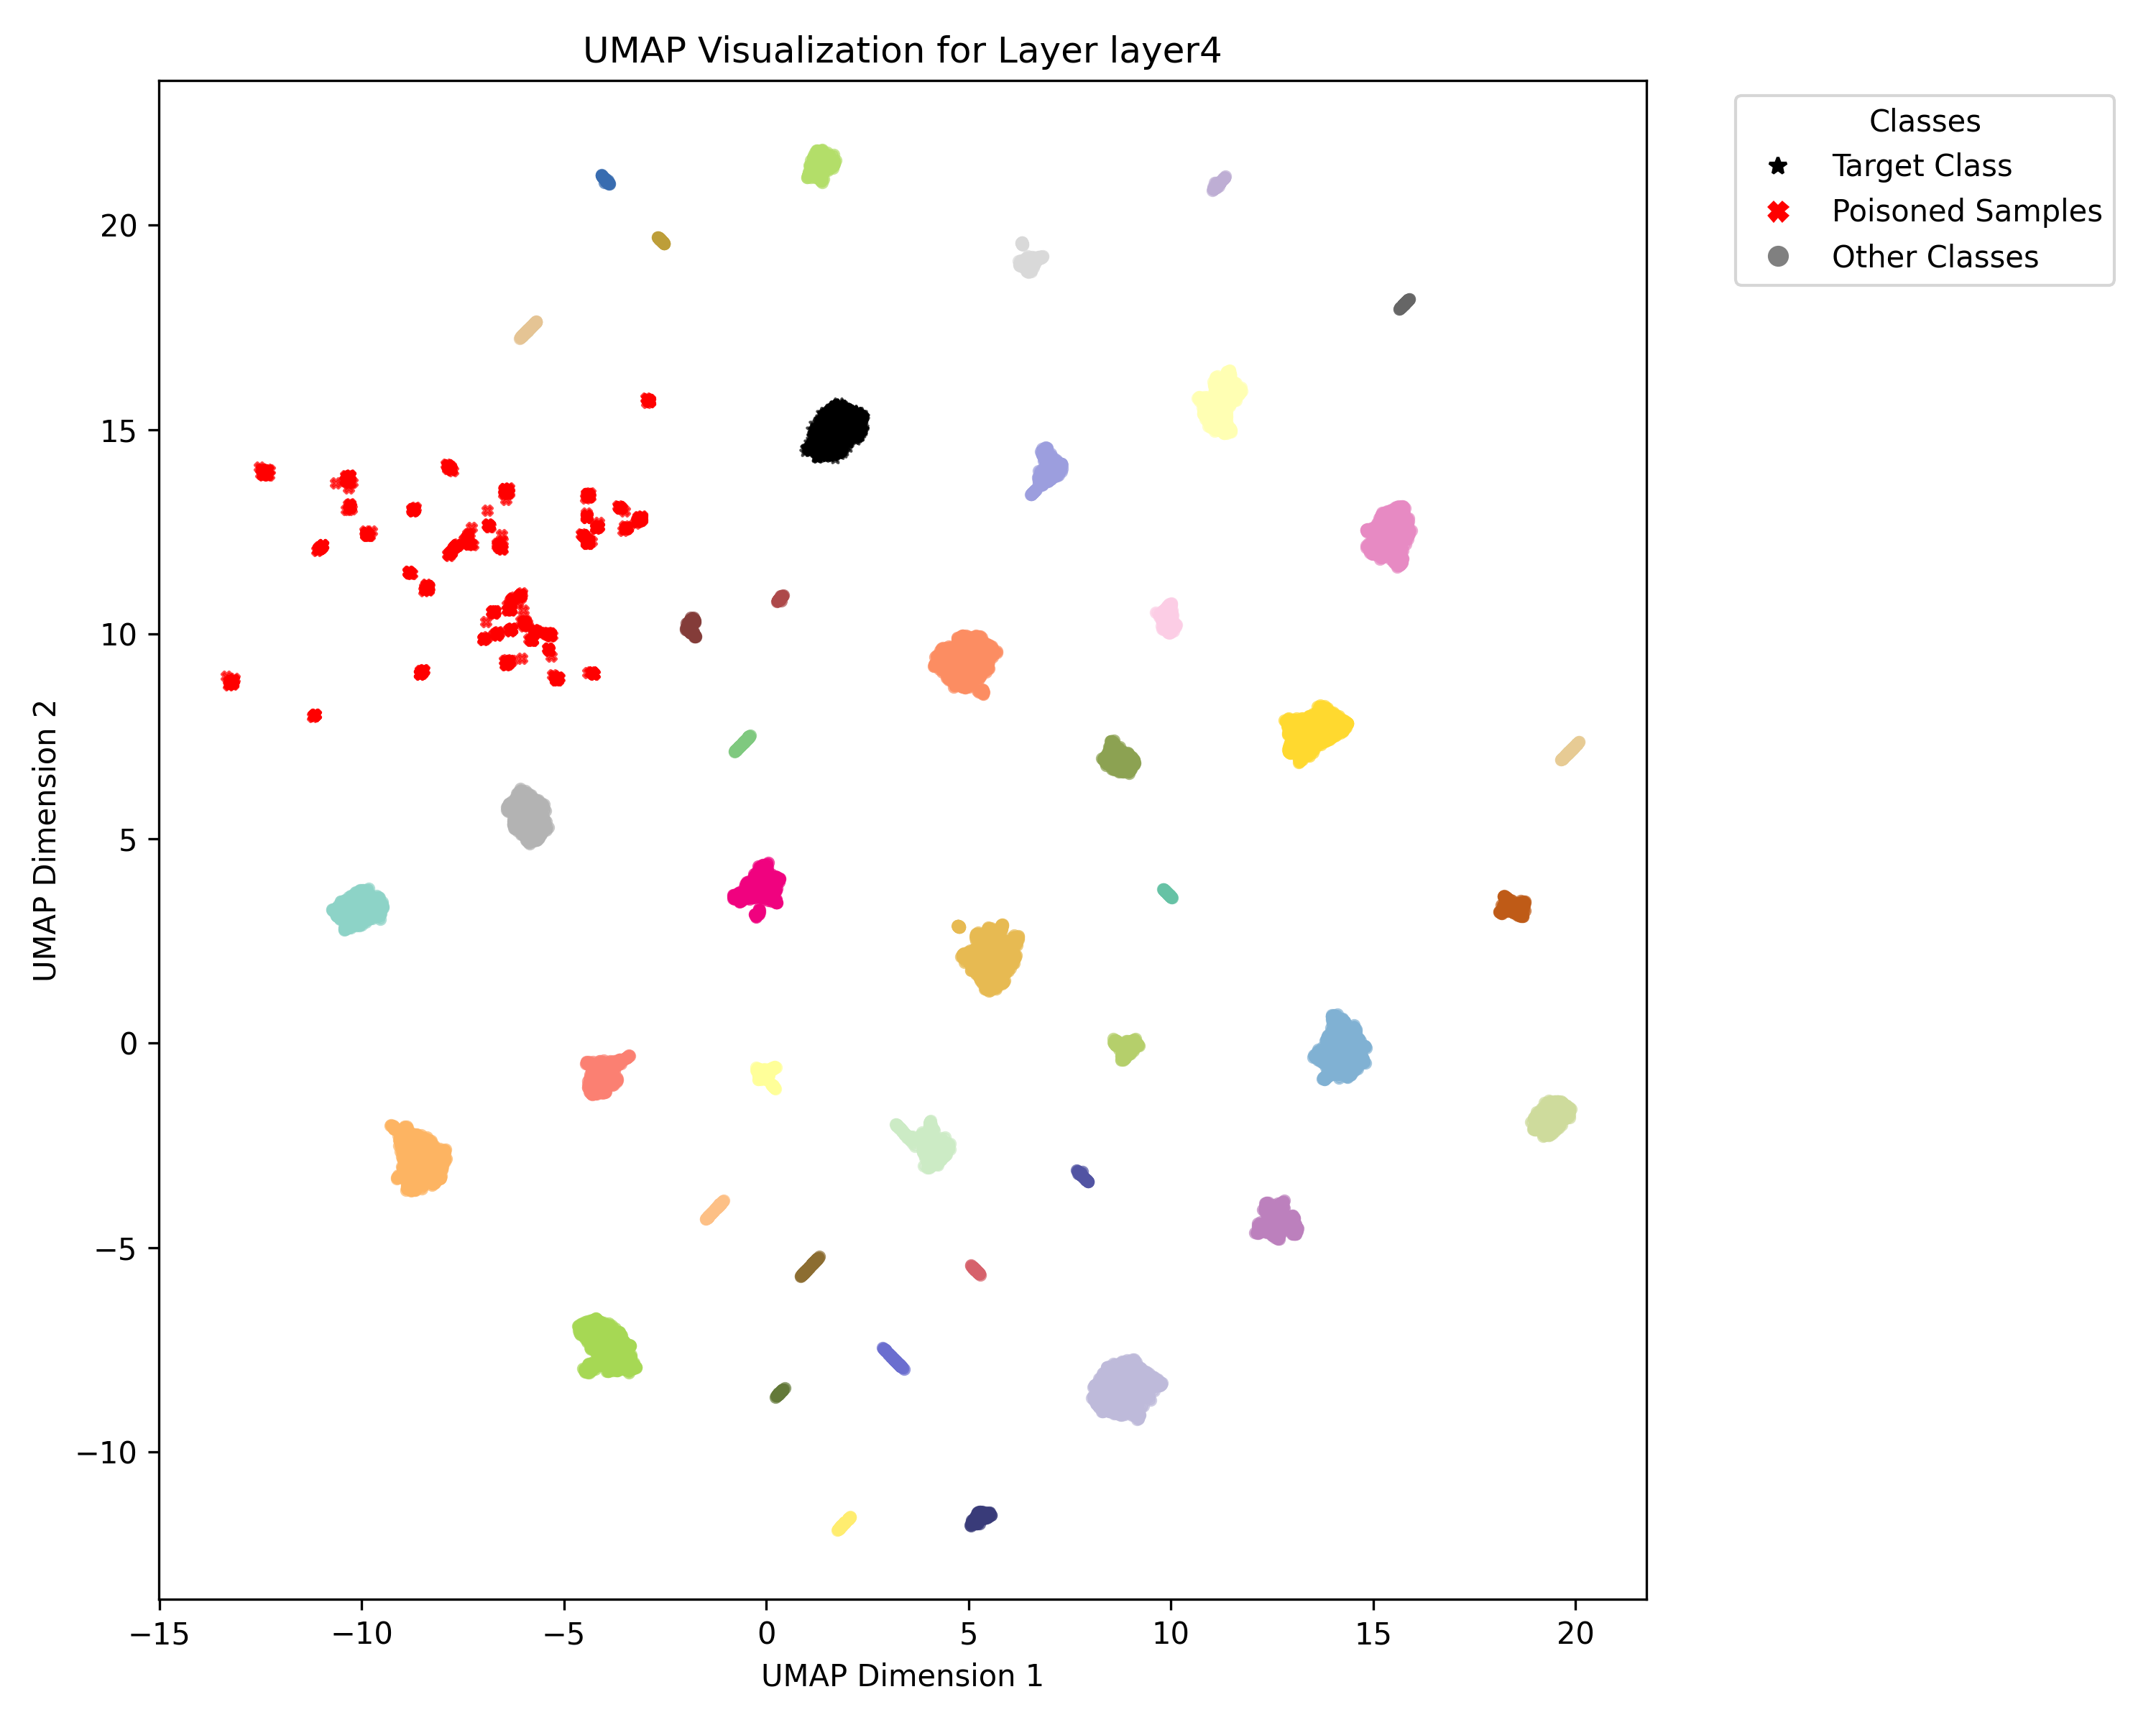 UMAP Visualization for Layer layer4
Classes
Target Class
Poisoned Samples
Other Classes
20
15
10
5
0
−5
−10
UMAP Dimension 2
−15
−10
−5
0
5
10
15
20
UMAP Dimension 1